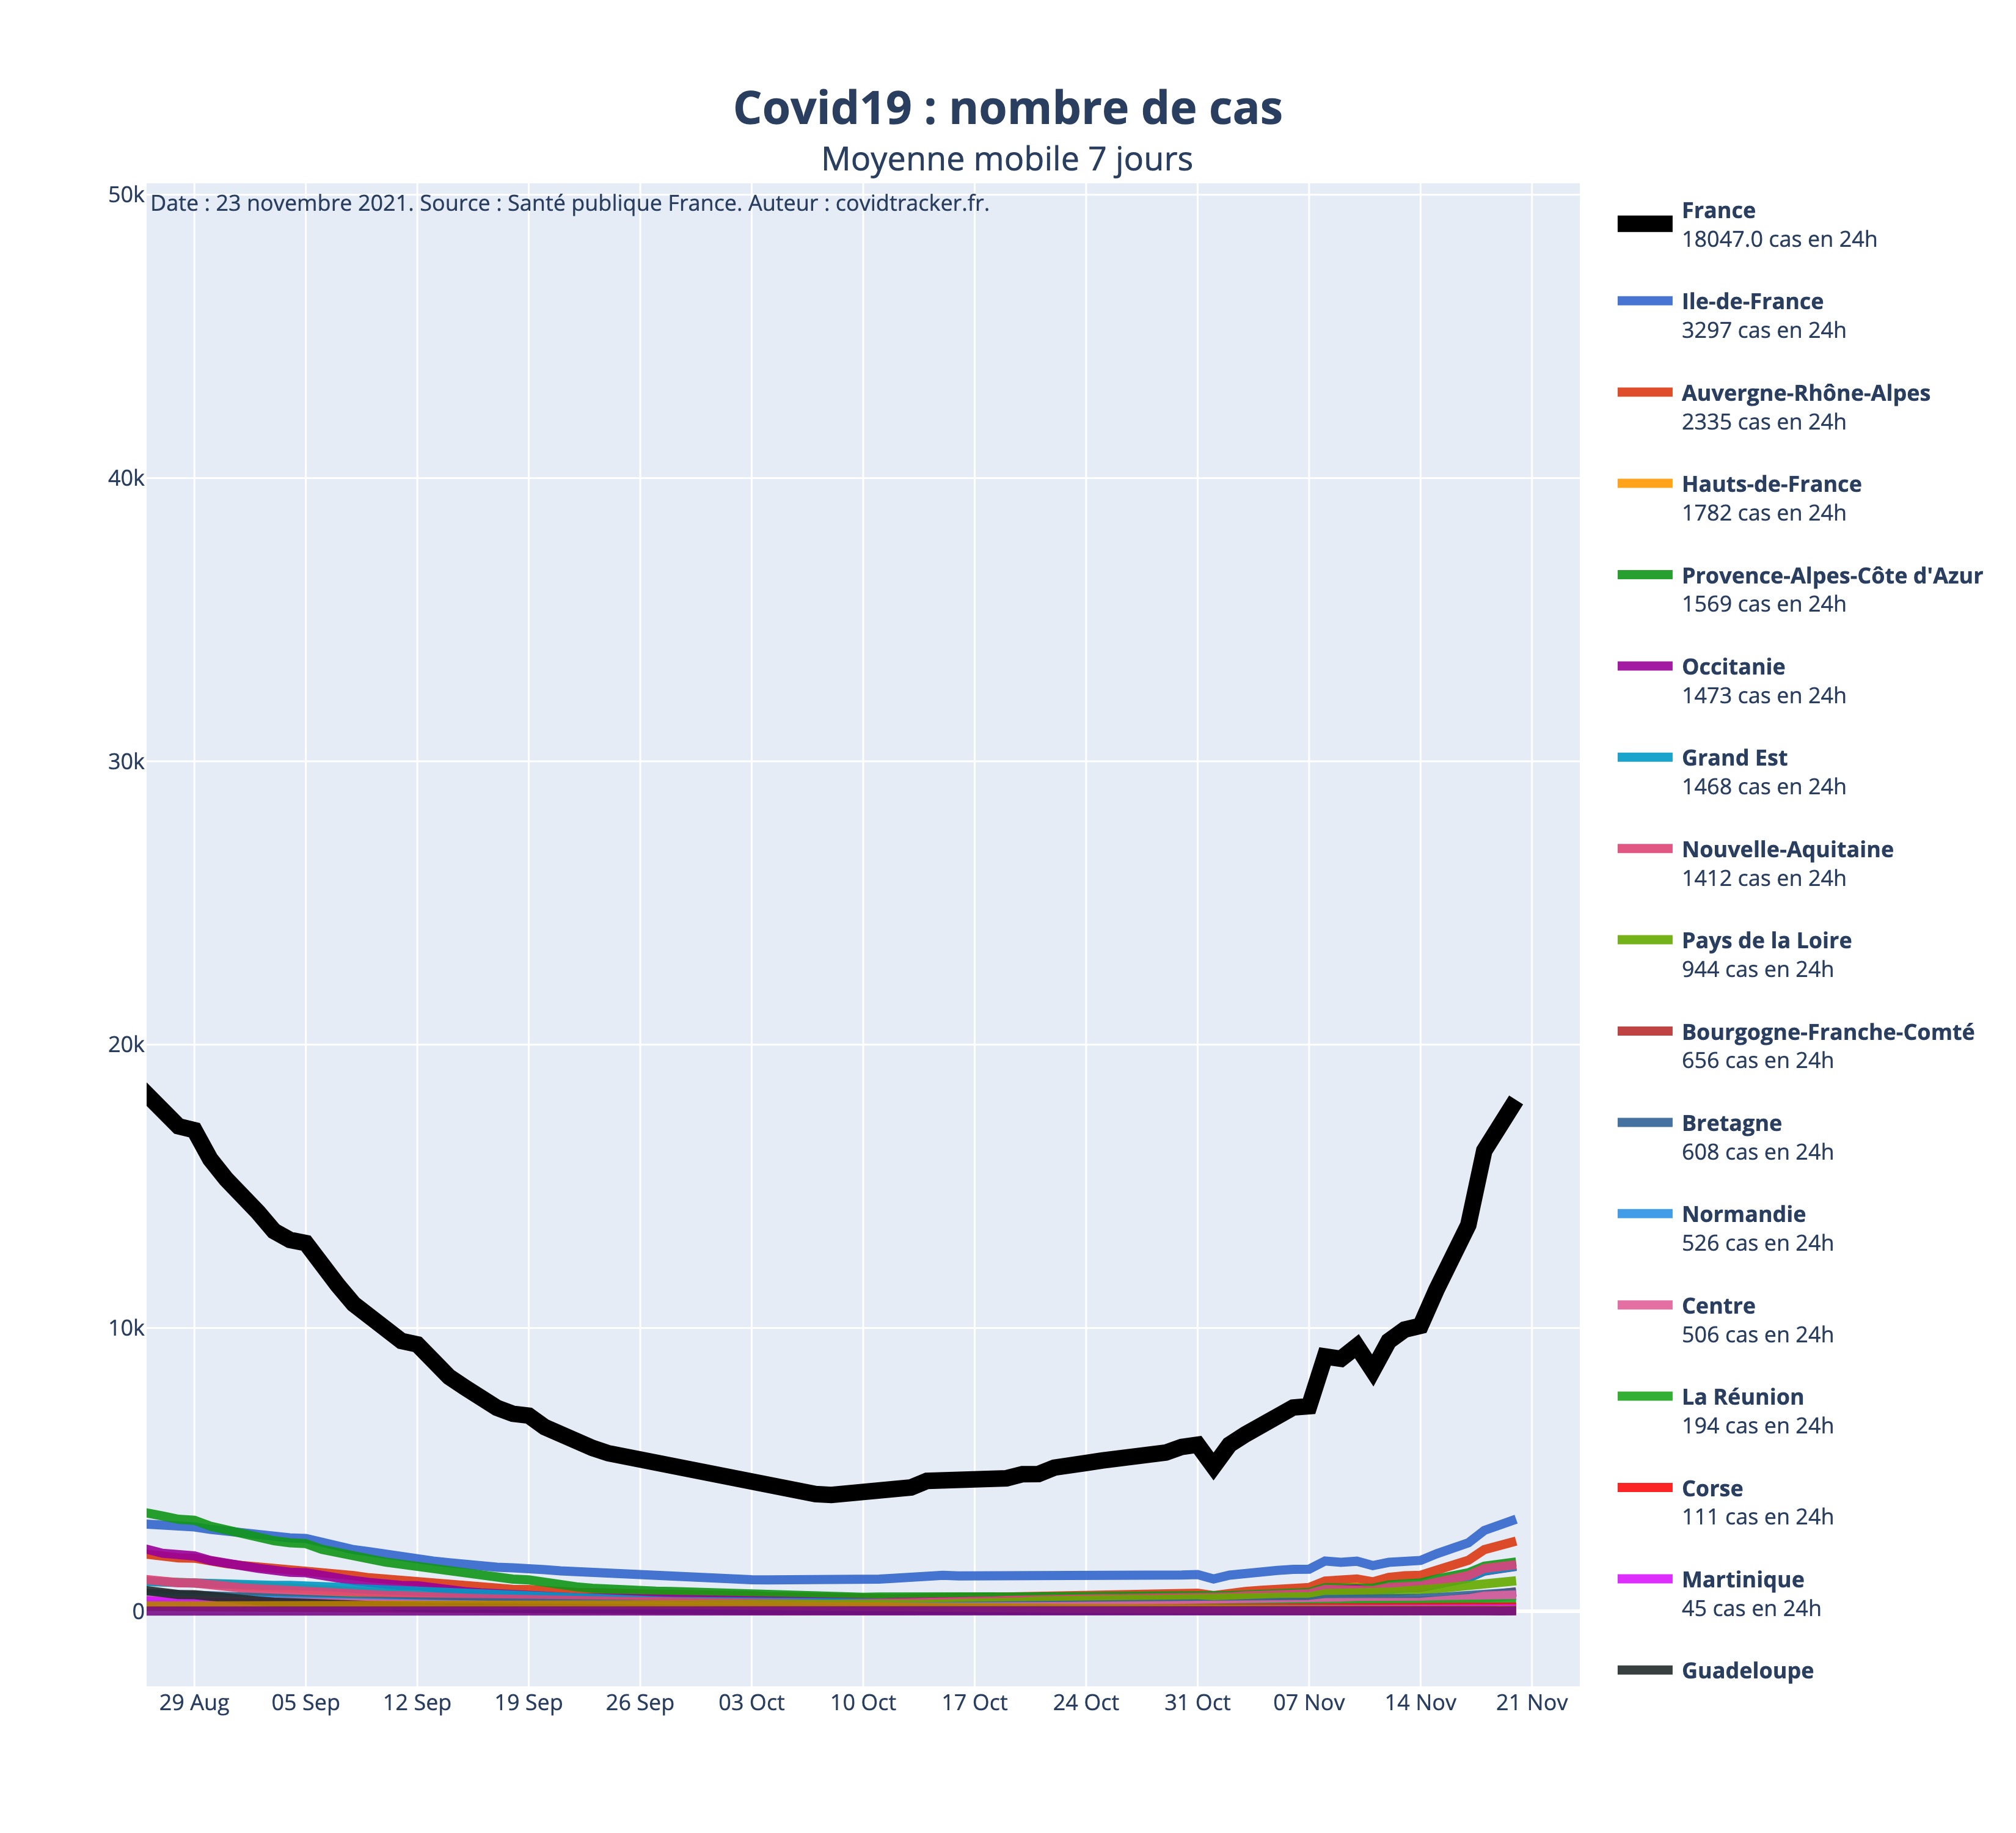 Covid19 : nombre de cas
Moyenne mobile 7 jours
Date : 23 novembre 2021. Source : Santé publique France. Auteur : covidtracker.fr.
50k
40k
30k
20k
10k
0
29 Aug
05 Sep
12 Sep
19 Sep
26 Sep
03 Oct
10 Oct
17 Oct
24 Oct
31 Oct
07 Nov
14 Nov
21 Nov
France
18047.0 cas en 24h
Ile-de-France
3297 cas en 24h
Auvergne-Rhône-Alpes
2335 cas en 24h
Hauts-de-France
1782 cas en 24h
Provence-Alpes-Côte d'Azur
1569 cas en 24h
Occitanie
1473 cas en 24h
Grand Est
1468 cas en 24h
Nouvelle-Aquitaine
1412 cas en 24h
Pays de la Loire
944 cas en 24h
Bourgogne-Franche-Comté
656 cas en 24h
Bretagne
608 cas en 24h
Normandie
526 cas en 24h
Centre
506 cas en 24h
La Réunion
194 cas en 24h
Corse
111 cas en 24h
Martinique
45 cas en 24h
Guadeloupe